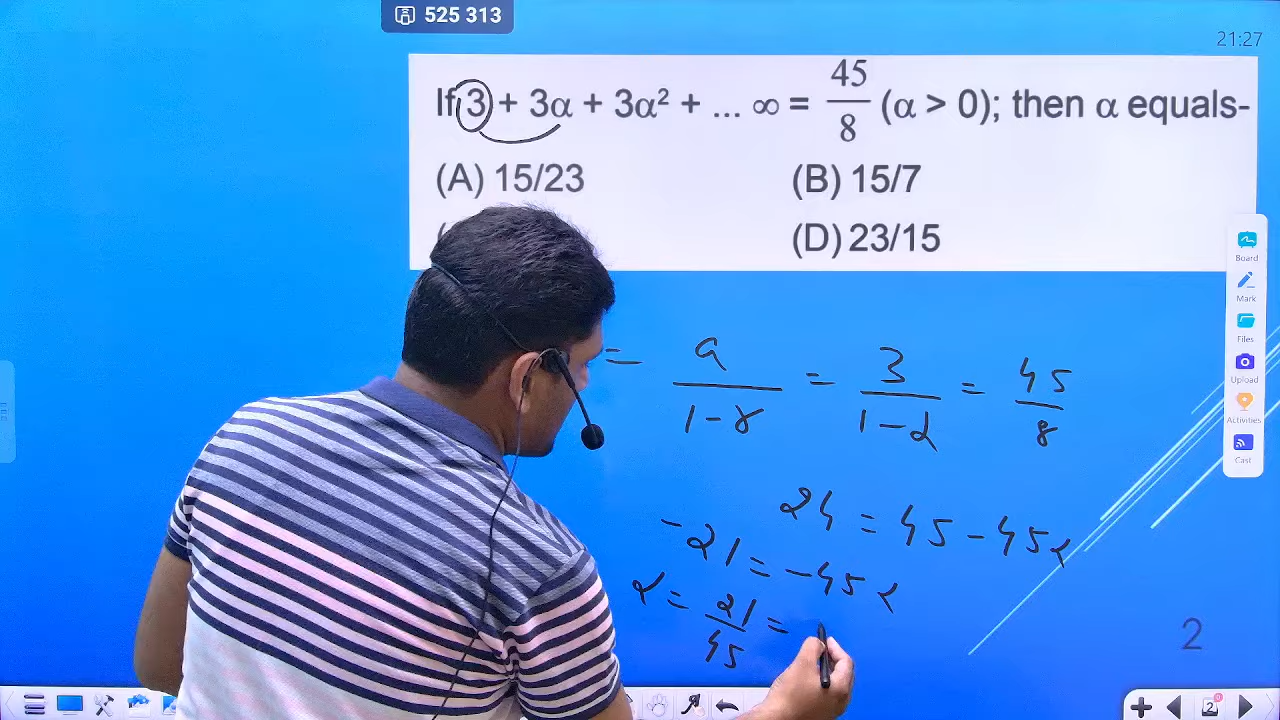 525 313
21:27
If 3 + 3α + 3α² + ... ∞ = 45/8 (α > 0); then α equals-
(A) 15/23 (B) 15/7
(D) 23/15
= a/1-r = 3/1-α = 45/8
24 = 45 - 45α
-21 = -45α
α = 21/45 =
2
Board
Mark
Files
Upload
Activities
Cast
2